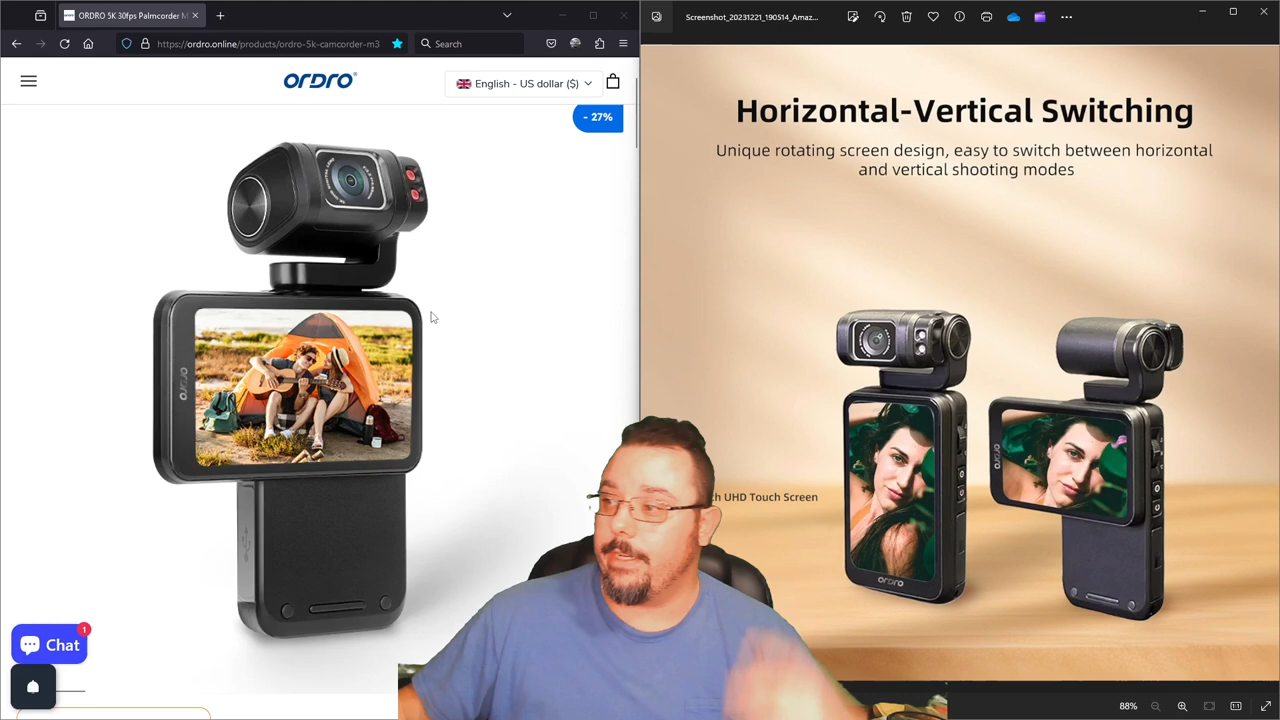 ORDRO 5K 30fps Palmcorder M
https://ordro.online/products/ordro-5k-camcorder-m3
Search
ORDRO
English - US dollar ($)
- 27%
ORDRO
1
Chat
Screenshot_20231221_190514_Amaz...
Horizontal-Vertical Switching
Unique rotating screen design, easy to switch between horizontal
and vertical shooting modes
ch UHD Touch Screen
ORDRO
ORDRO
88%